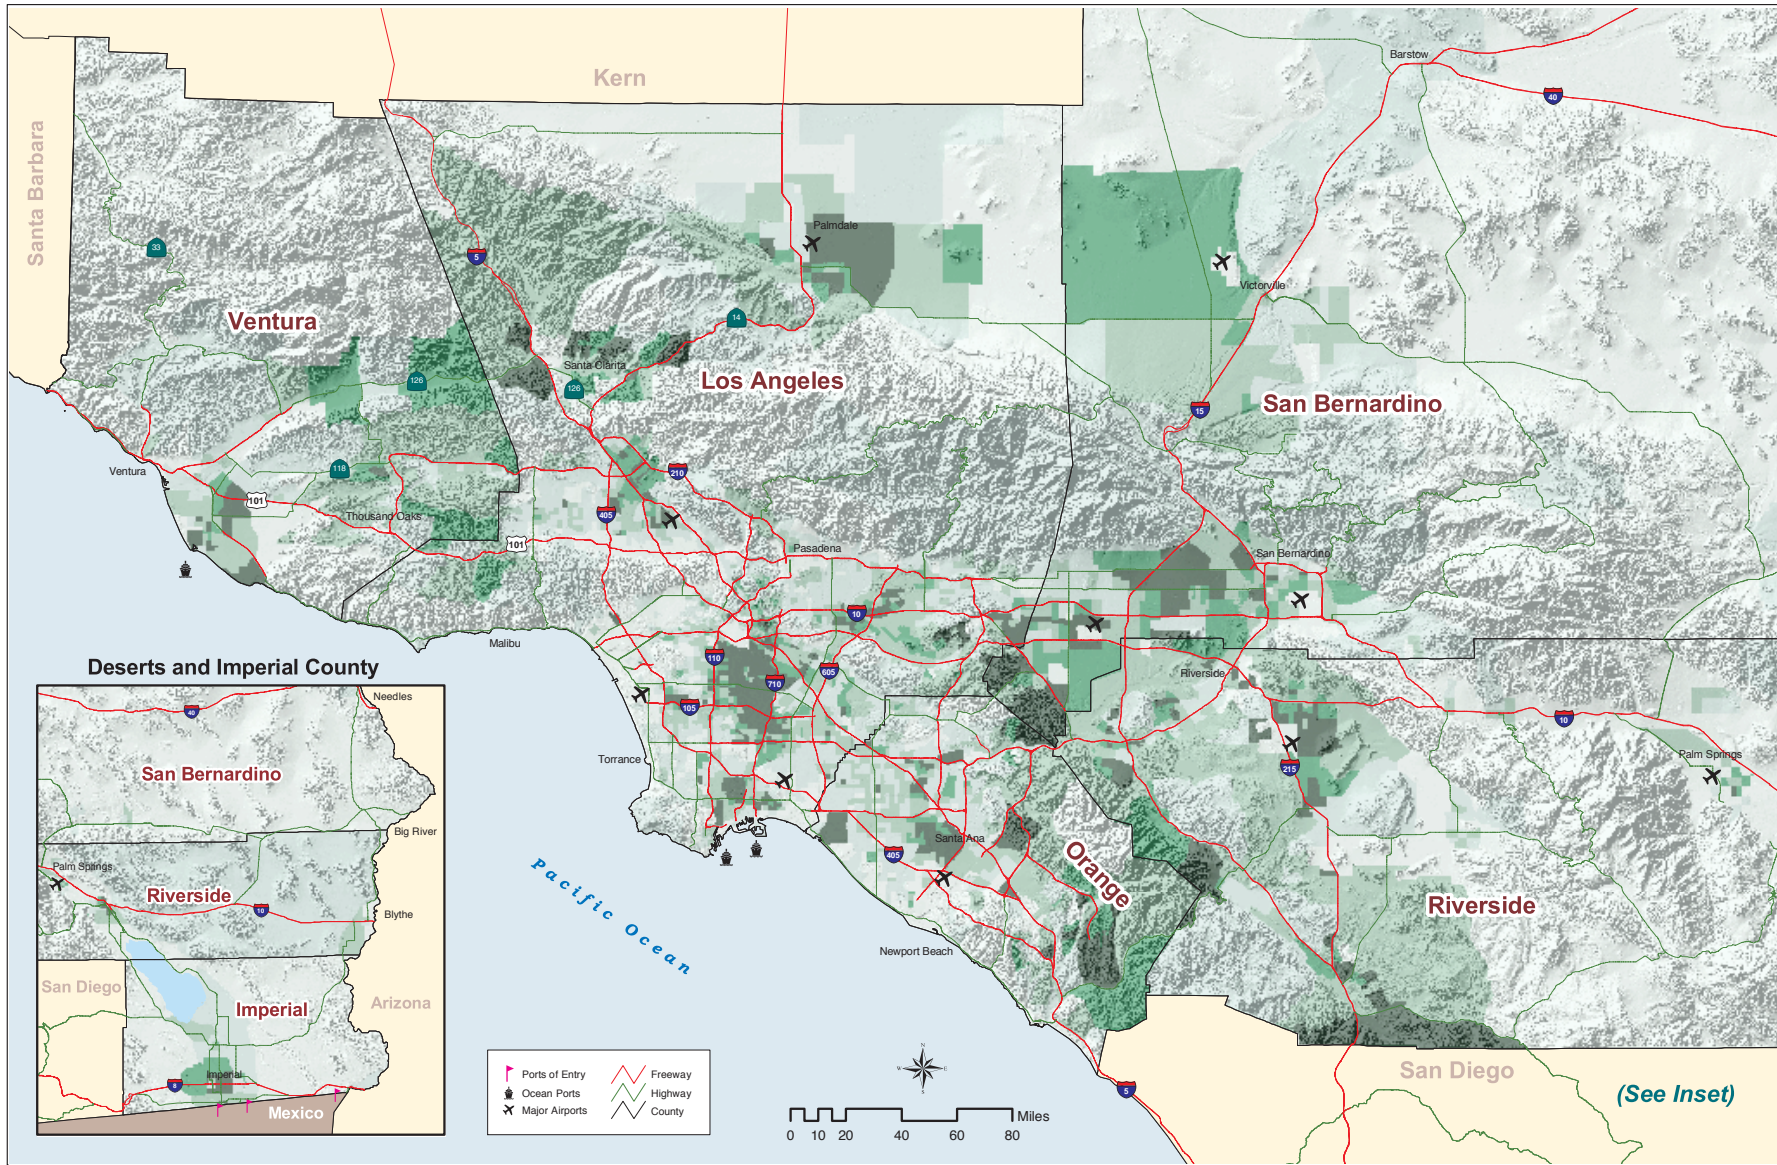 Barstow
Kern
40
Santa Barbara
33
Palmdale
5
Victorville
14
Ventura
Santa Clarita
126
126
Los Angeles
15
San Bernardino
Ventura
118
210
101
Thousand Oaks
405
101
Pasadena
San Bernardino
10
Malibu
110
605
Riverside
710
105
10
Torrance
215
Palm Springs
Santa Ana
405
Orange
Riverside
Newport Beach
Pacific Ocean
San Diego
5
(See Inset)
Deserts and Imperial County
Needles
40
San Bernardino
Big River
Palm Springs
Riverside
10
Blythe
San Diego
Imperial
Arizona
Imperial
8
Mexico
Ports of Entry
Freeway
Ocean Ports
Highway
Major Airports
County
N
W
E
S
Miles
0 10 20 40 60 80